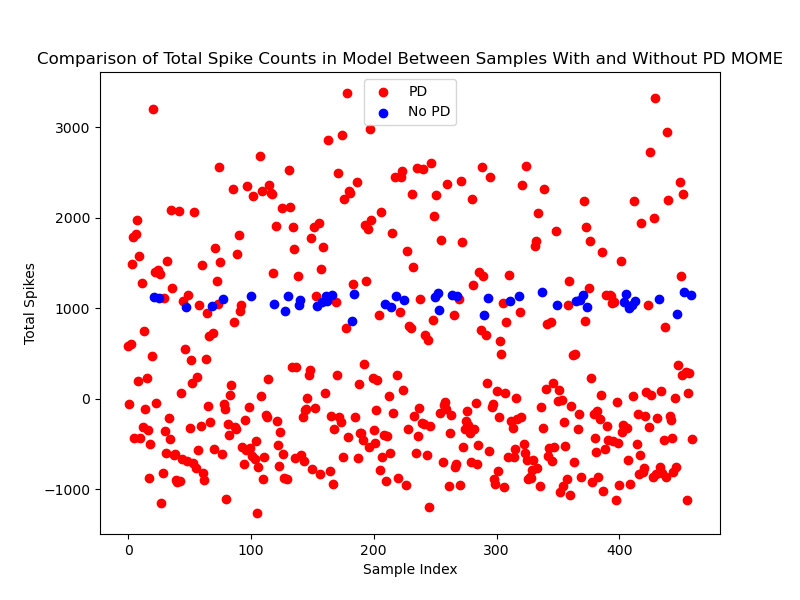 Comparison of Total Spike Counts in Model Between Samples With and Without PD MOME
PD
No PD
3000
2000
1000
0
−1000
Total Spikes
0 100 200 300 400
Sample Index